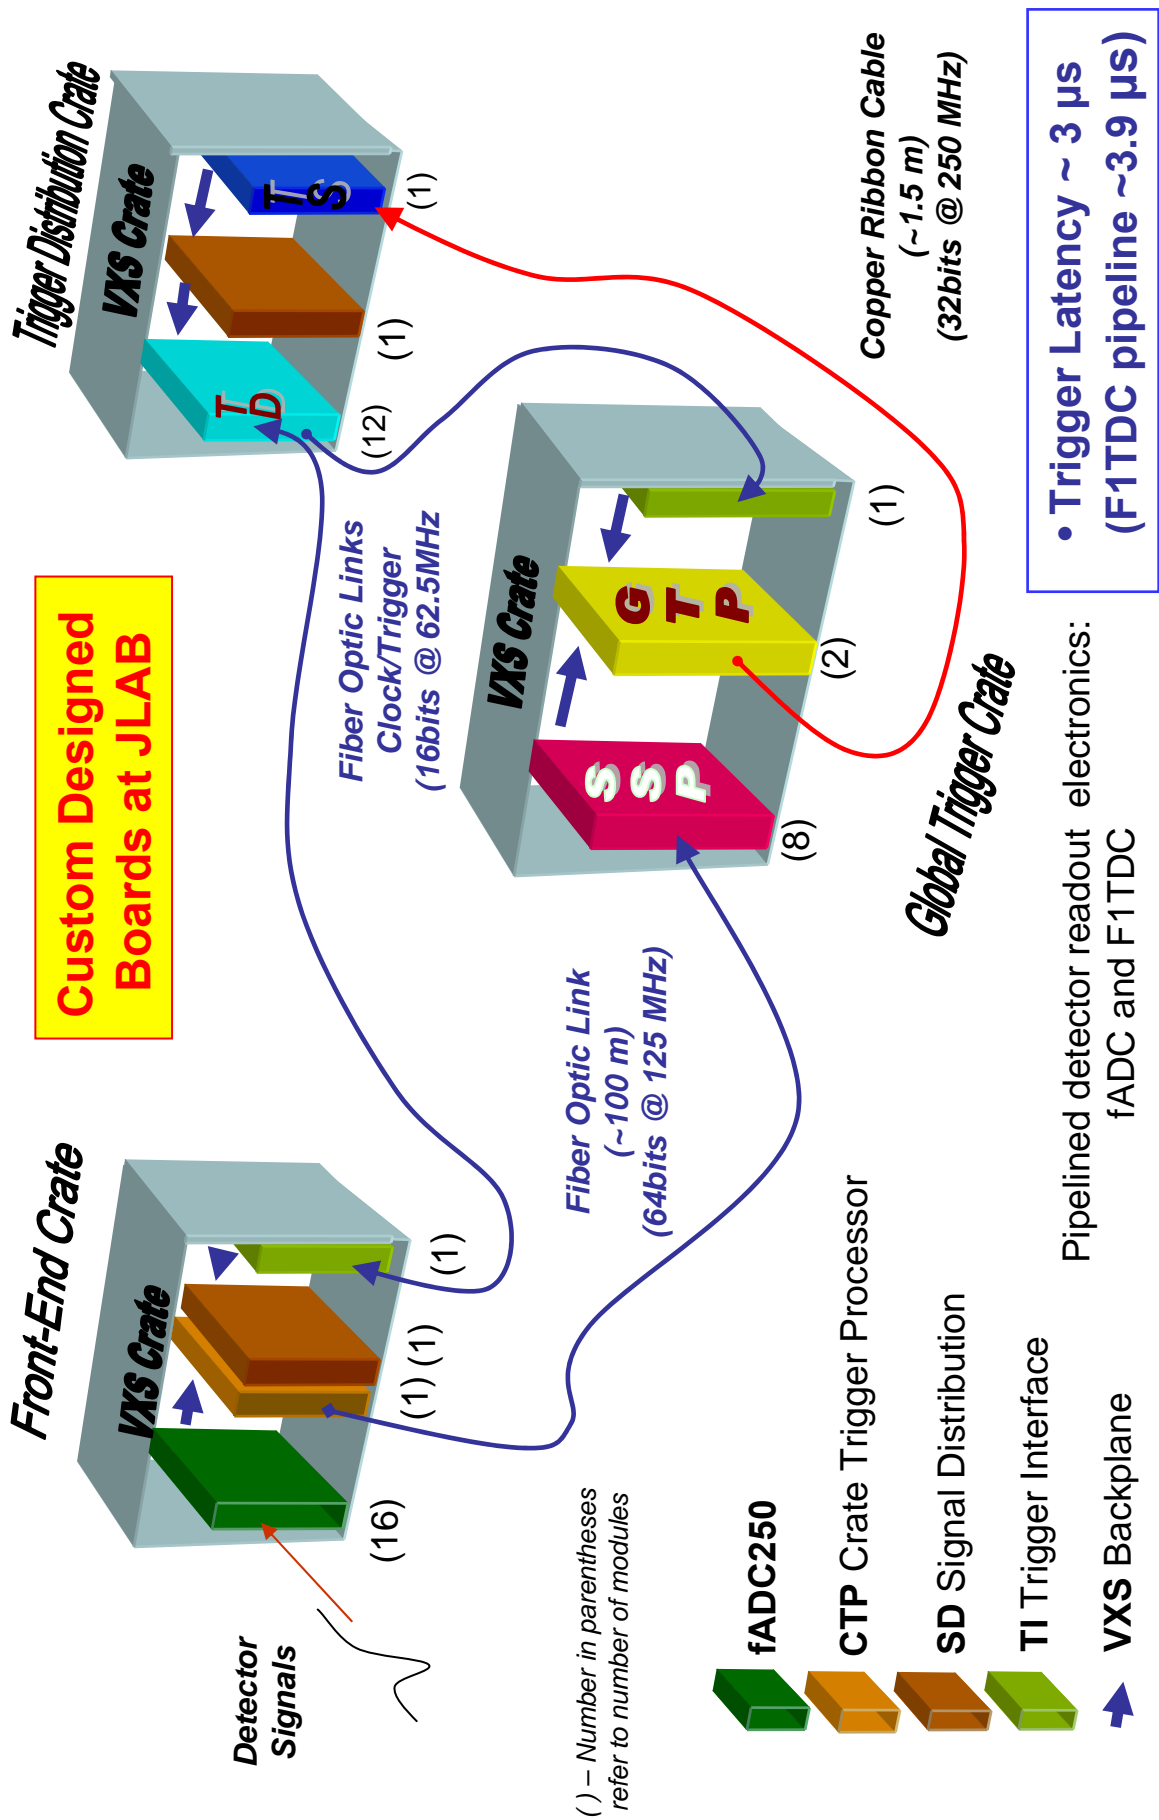 Custom Designed
Boards at JLAB
Front-End Crate
VXS Crate
(16)
(1)
(1)
(1)
Detector
Signals
Trigger Distribution Crate
VXS Crate
T
D
T
S
(12)
(1)
(1)
Fiber Optic Links
Clock/Trigger
(16bits @ 62.5MHz
VXS Crate
S
S
P
G
T
P
(8)
(2)
(1)
Global Trigger Crate
Fiber Optic Link
(~100 m)
(64bits @ 125 MHz)
Copper Ribbon Cable
(~1.5 m)
(32bits @ 250 MHz)
( ) – Number in parentheses
refer to number of modules
fADC250
CTP Crate Trigger Processor
SD Signal Distribution
TI Trigger Interface
VXS Backplane
Pipelined detector readout electronics:
fADC and F1TDC
• Trigger Latency ~ 3 µs
(F1TDC pipeline ~3.9 µs)